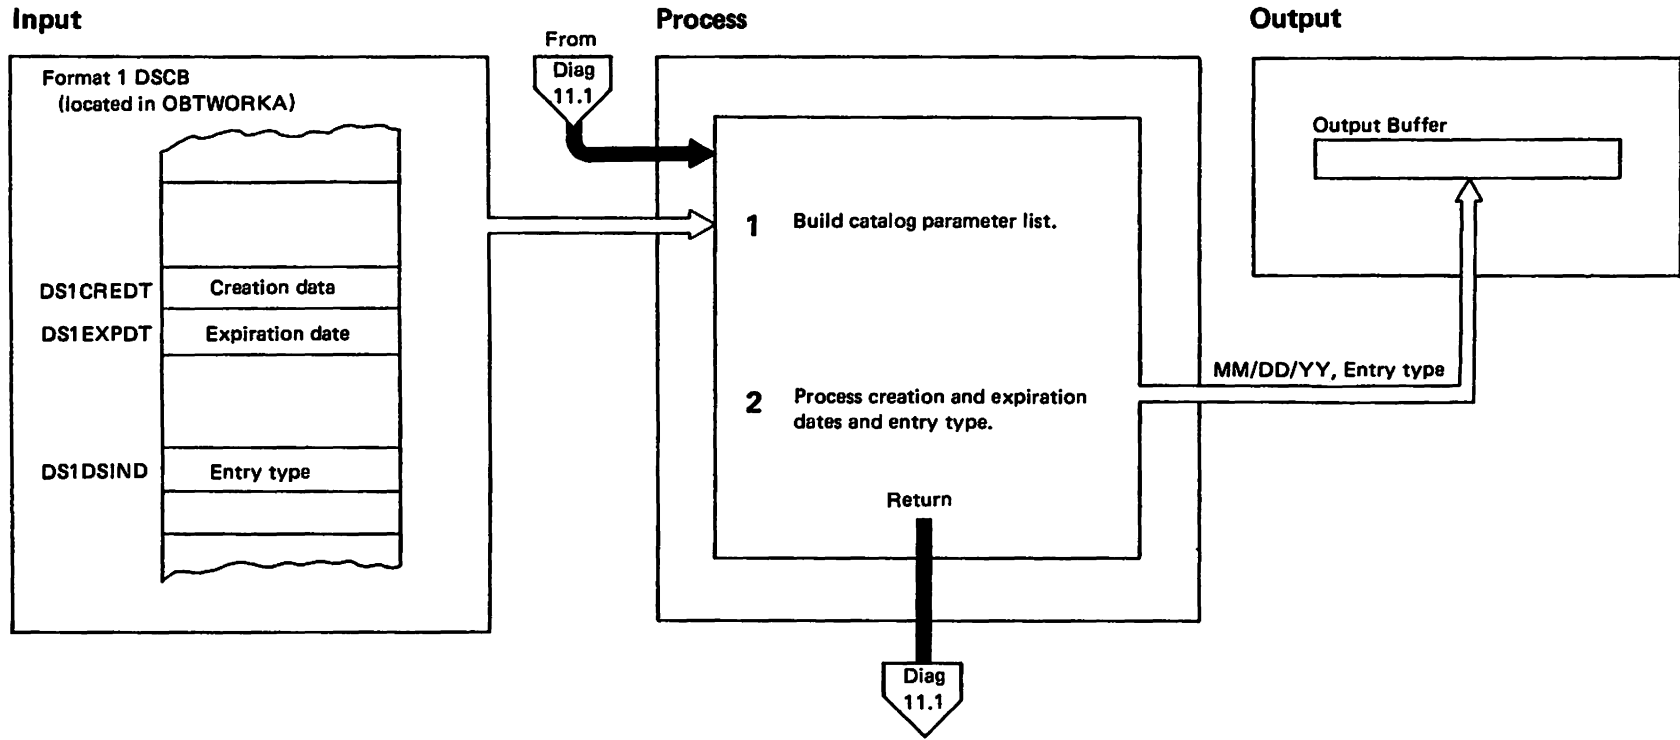 Input
Process
Output
Format 1 DSCB
(located in OBTWORKA)
DS1CREDT
Creation data
DS1EXPDT
Expiration date
DS1DSIND
Entry type
From
Diag
11.1
1 Build catalog parameter list.
2 Process creation and expiration
dates and entry type.
Return
Diag
11.1
Output Buffer
MM/DD/YY, Entry type